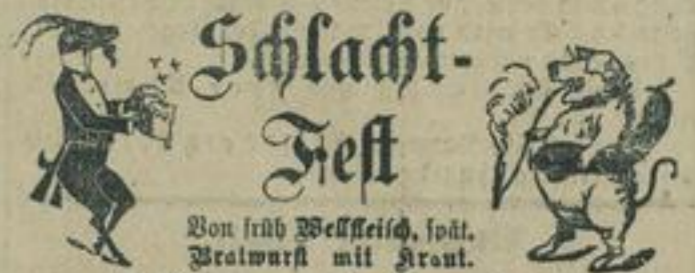 Schlacht-
Fest
Von früh Wellfleisch, spät.
Bratwurst mit Kraut.